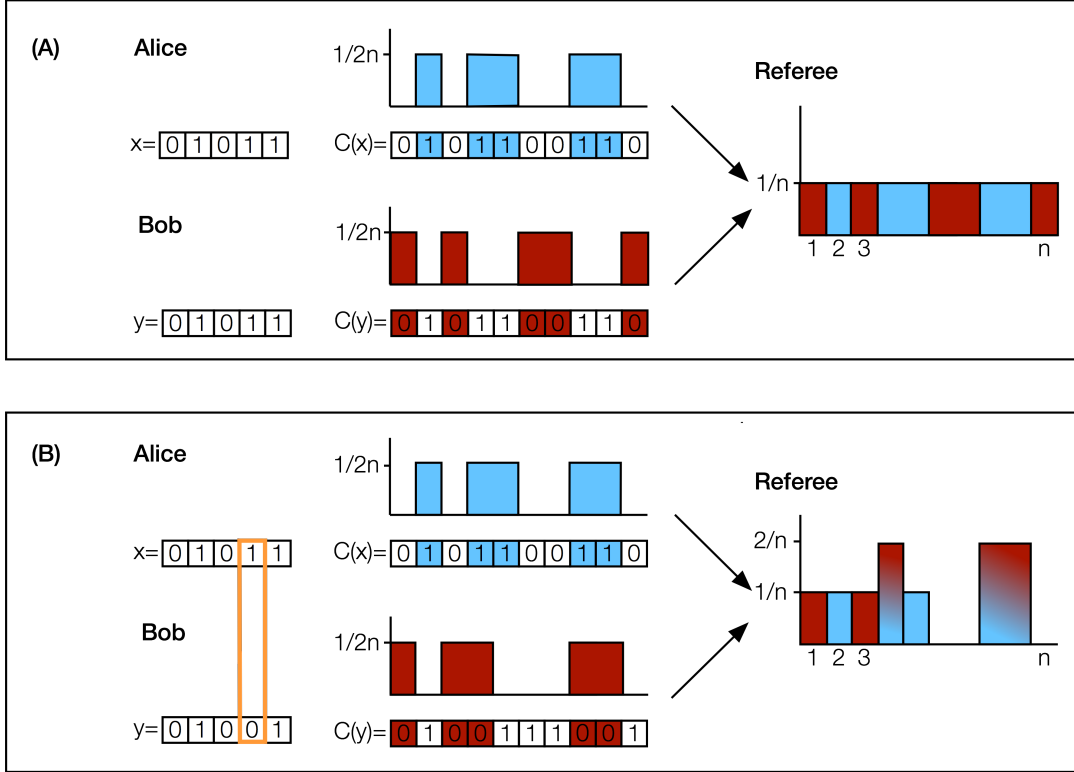 (A)
Alice
1/2n
x= 0 1 0 1 1
C(x)= 0 1 0 1 1 0 0 1 1 0
Bob
1/2n
y= 0 1 0 1 1
C(y)= 0 1 0 1 1 0 0 1 1 0
Referee
1/n
1 2 3 n
(B)
Alice
1/2n
x= 0 1 0 1 1
C(x)= 0 1 0 1 1 0 0 1 1 0
Bob
1/2n
y= 0 1 0 0 1
C(y)= 0 1 0 0 1 1 1 0 0 1
Referee
2/n
1/n
1 2 3 n